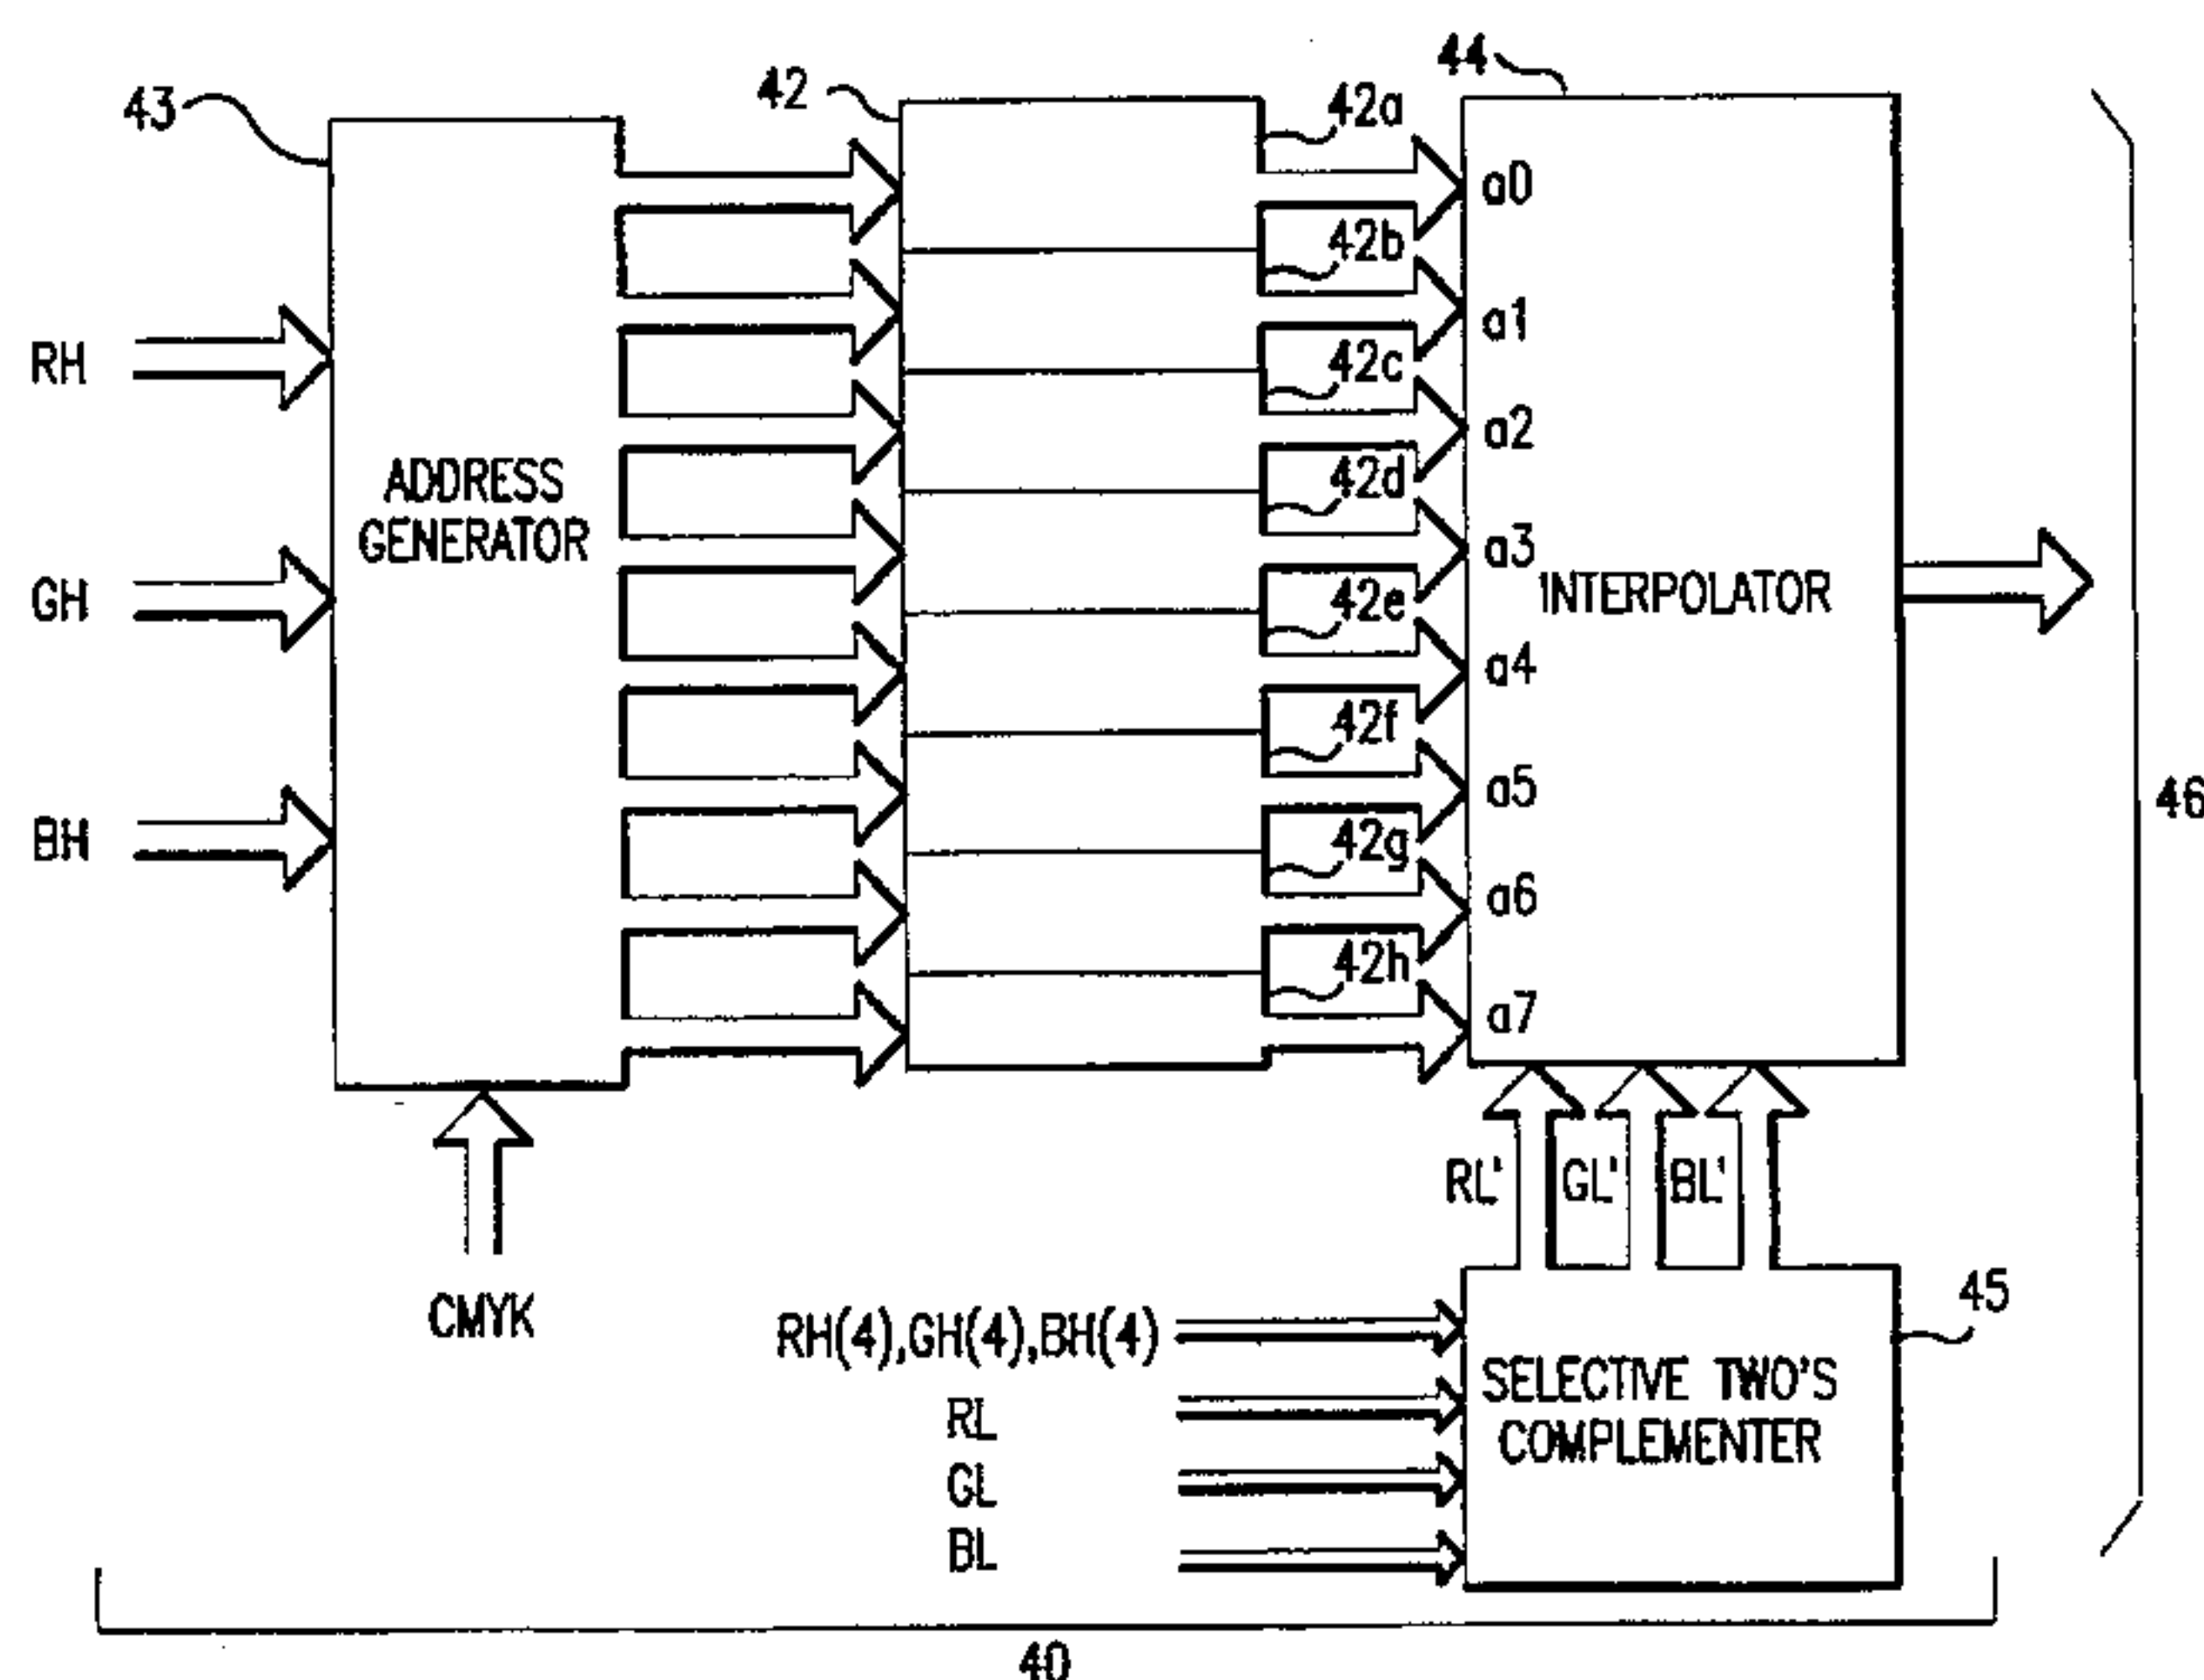 43
42
42a
44
a0
42b
a1
RH
42c
a2
ADDRESS
GENERATOR
42d
a3
GH
42e
INTERPOLATOR
a4
42f
a5
46
BH
42g
a6
42h
a7
RL' GL' BL'
CMYK
45
RH(4),GH(4),BH(4)
RL
GL
BL
SELECTIVE TWO'S
COMPLEMENTER
40